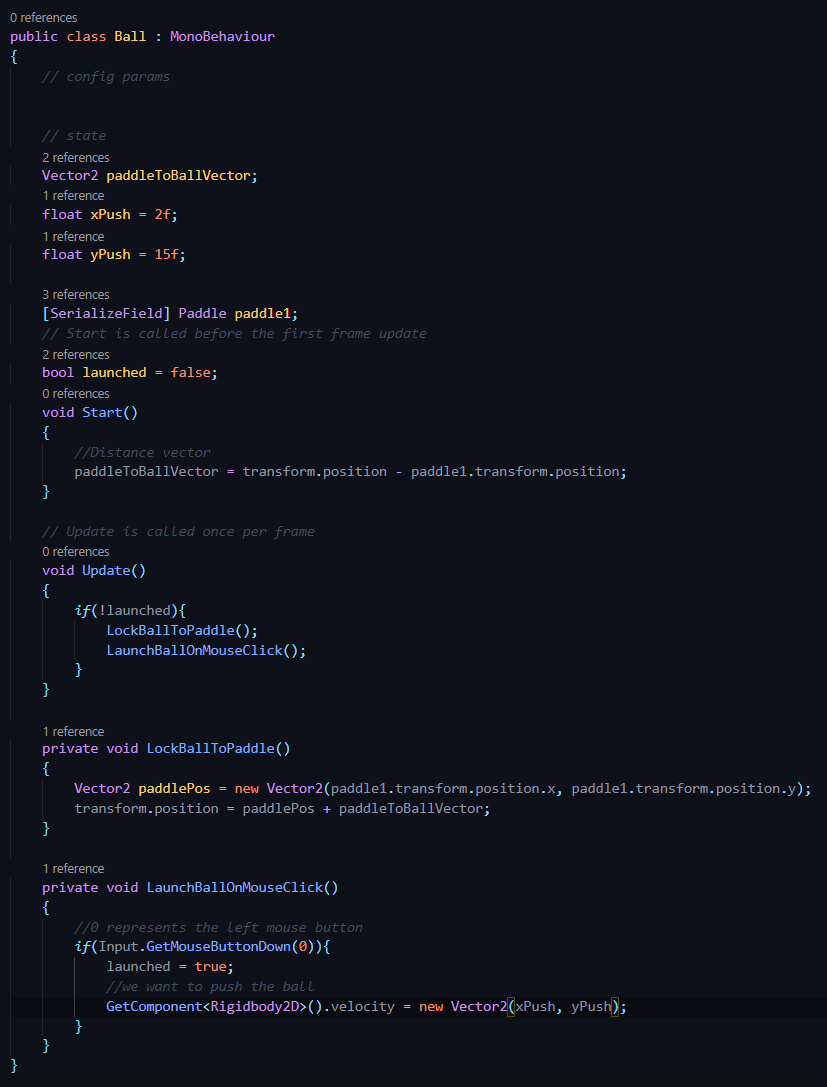 0 references
public class Ball : MonoBehaviour
{
    // config params


    // state
    2 references
    Vector2 paddleToBallVector;
    1 reference
    float xPush = 2f;
    1 reference
    float yPush = 15f;

    3 references
    [SerializeField] Paddle paddle1;
    // Start is called before the first frame update
    2 references
    bool launched = false;
    0 references
    void Start()
    {
        //Distance vector
        paddleToBallVector = transform.position - paddle1.transform.position;
    }

    // Update is called once per frame
    0 references
    void Update()
    {
        if(!launched){
            LockBallToPaddle();
            LaunchBallOnMouseClick();
        }
    }

    1 reference
    private void LockBallToPaddle()
    {
        Vector2 paddlePos = new Vector2(paddle1.transform.position.x, paddle1.transform.position.y);
        transform.position = paddlePos + paddleToBallVector;
    }

    1 reference
    private void LaunchBallOnMouseClick()
    {
        //0 represents the left mouse button
        if(Input.GetMouseButtonDown(0)){
            launched = true;
            //we want to push the ball
            GetComponent<Rigidbody2D>().velocity = new Vector2(xPush, yPush);
        }
    }
}